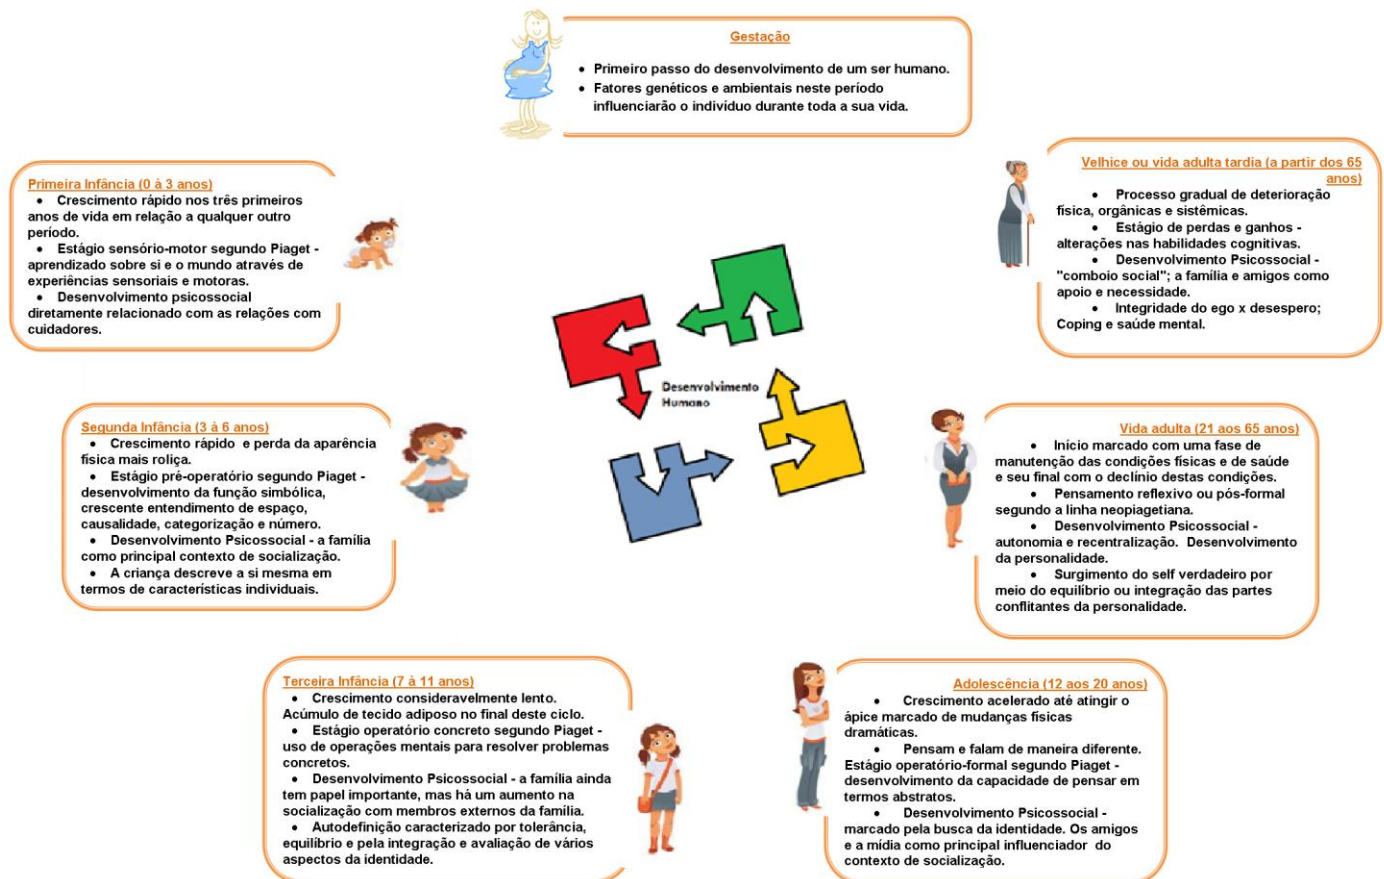 Gestação
• Primeiro passo do desenvolvimento de um ser humano.
• Fatores genéticos e ambientais neste período
influenciarão o indivíduo durante toda a sua vida.
Primeira Infância (0 à 3 anos)
• Crescimento rápido nos três primeiros
anos de vida em relação a qualquer outro
período.
• Estágio sensório-motor segundo Piaget -
aprendizado sobre si e o mundo através de
experiências sensoriais e motoras.
• Desenvolvimento psicossocial
diretamente relacionado com as relações com
cuidadores.
Segunda Infância (3 à 6 anos)
• Crescimento rápido e perda da aparência
física mais roliça.
• Estágio pré-operatório segundo Piaget -
desenvolvimento da função simbólica,
crescente entendimento de espaço,
causalidade, categorização e número.
• Desenvolvimento Psicossocial - a família
como principal contexto de socialização.
• A criança descreve a si mesma em
termos de características individuais.
Terceira Infância (7 à 11 anos)
• Crescimento consideravelmente lento.
Acúmulo de tecido adiposo no final deste ciclo.
• Estágio operatório concreto segundo Piaget -
uso de operações mentais para resolver problemas
concretos.
• Desenvolvimento Psicossocial - a família ainda
tem papel importante, mas há um aumento na
socialização com membros externos da família.
• Autodefinição caracterizado por tolerância,
equilíbrio e pela integração e avaliação de vários
aspectos da identidade.
Desenvolvimento
Humano
Adolescência (12 aos 20 anos)
• Crescimento acelerado até atingir o
ápice marcado de mudanças físicas
dramáticas.
• Pensam e falam de maneira diferente.
Estágio operatório-formal segundo Piaget -
desenvolvimento da capacidade de pensar em
termos abstratos.
• Desenvolvimento Psicossocial -
marcado pela busca da identidade. Os amigos
e a mídia como principal influenciador do
contexto de socialização.
Vida adulta (21 aos 65 anos)
• Início marcado com uma fase de
manutenção das condições físicas e de saúde
e seu final com o declínio destas condições.
• Pensamento reflexivo ou pós-formal
segundo a linha neopiagetiana.
• Desenvolvimento Psicossocial -
autonomia e recentralização. Desenvolvimento
da personalidade.
• Surgimento do self verdadeiro por
meio do equilíbrio ou integração das partes
conflitantes da personalidade.
Velhice ou vida adulta tardia (a partir dos 65
anos)
• Processo gradual de deterioração
física, orgânicas e sistêmicas.
• Estágio de perdas e ganhos -
alterações nas habilidades cognitivas.
• Desenvolvimento Psicossocial -
"comboio social"; a família e amigos como
apoio e necessidade.
• Integridade do ego x desespero;
Coping e saúde mental.